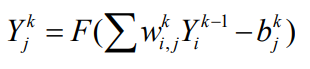 Y_j^k = F(∑ w_{i,j}^k Y_i^{k-1} - b_j^k)